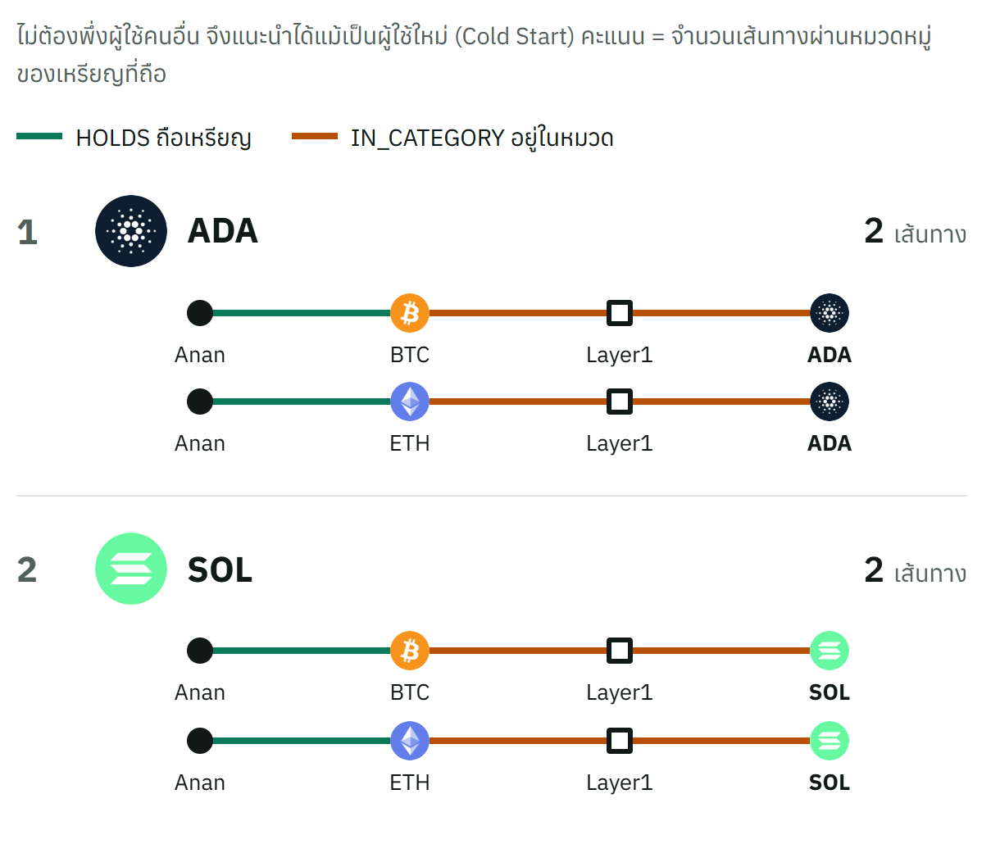 ไม่ต้องพึ่งผู้ใช้คนอื่น จึงแนะนำได้แม้เป็นผู้ใช้ใหม่ (Cold Start) คะแนน = จำนวนเส้นทางผ่านหมวดหมู่
ของเหรียญที่ถือ
HOLDS ถือเหรียญ IN_CATEGORY อยู่ในหมวด
1 ADA 2 เส้นทาง
Anan BTC Layer1 ADA
Anan ETH Layer1 ADA
2 SOL 2 เส้นทาง
Anan BTC Layer1 SOL
Anan ETH Layer1 SOL